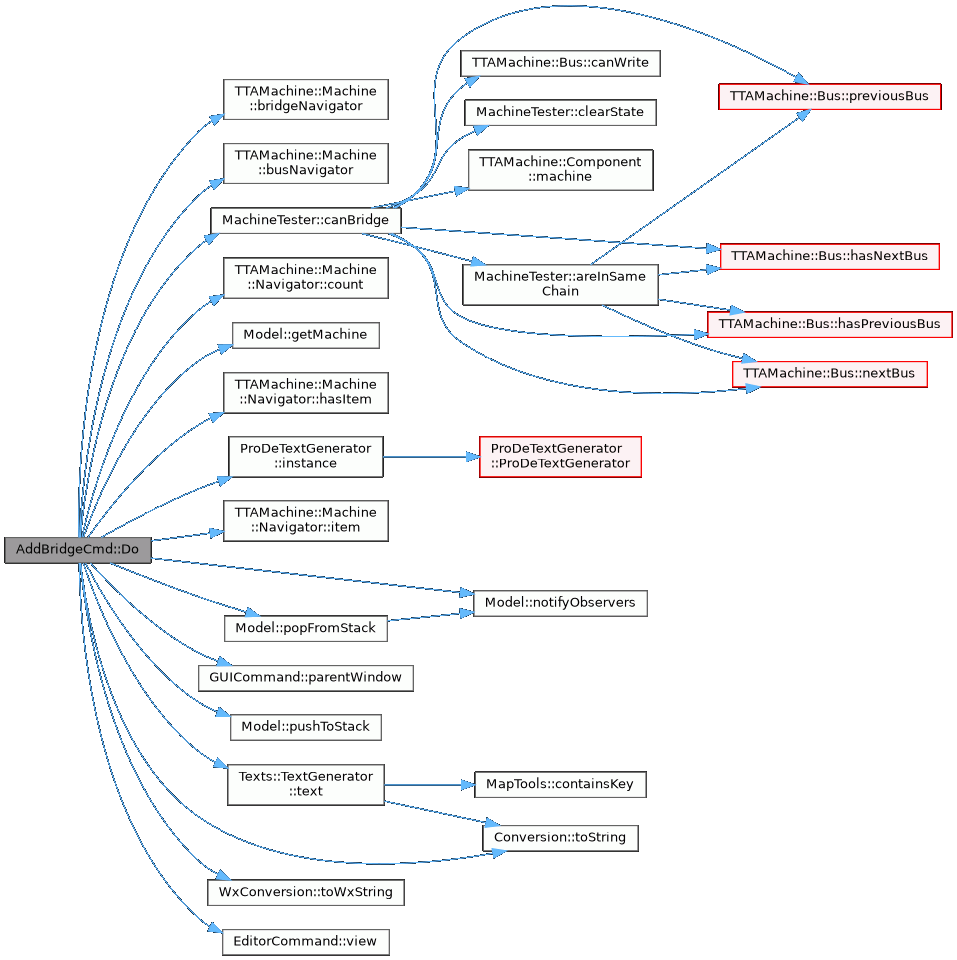 AddBridgeCmd::Do
TTAMachine::Machine
::bridgeNavigator
TTAMachine::Machine
::busNavigator
MachineTester::canBridge
TTAMachine::Machine
::Navigator::count
Model::getMachine
TTAMachine::Machine
::Navigator::hasItem
ProDeTextGenerator
::instance
TTAMachine::Machine
::Navigator::item
Model::popFromStack
GUICommand::parentWindow
Model::pushToStack
Texts::TextGenerator
::text
WxConversion::toWxString
EditorCommand::view
TTAMachine::Bus::canWrite
MachineTester::clearState
TTAMachine::Component
::machine
MachineTester::areInSame
Chain
ProDeTextGenerator
::ProDeTextGenerator
Model::notifyObservers
MapTools::containsKey
Conversion::toString
TTAMachine::Bus::previousBus
TTAMachine::Bus::hasNextBus
TTAMachine::Bus::hasPreviousBus
TTAMachine::Bus::nextBus